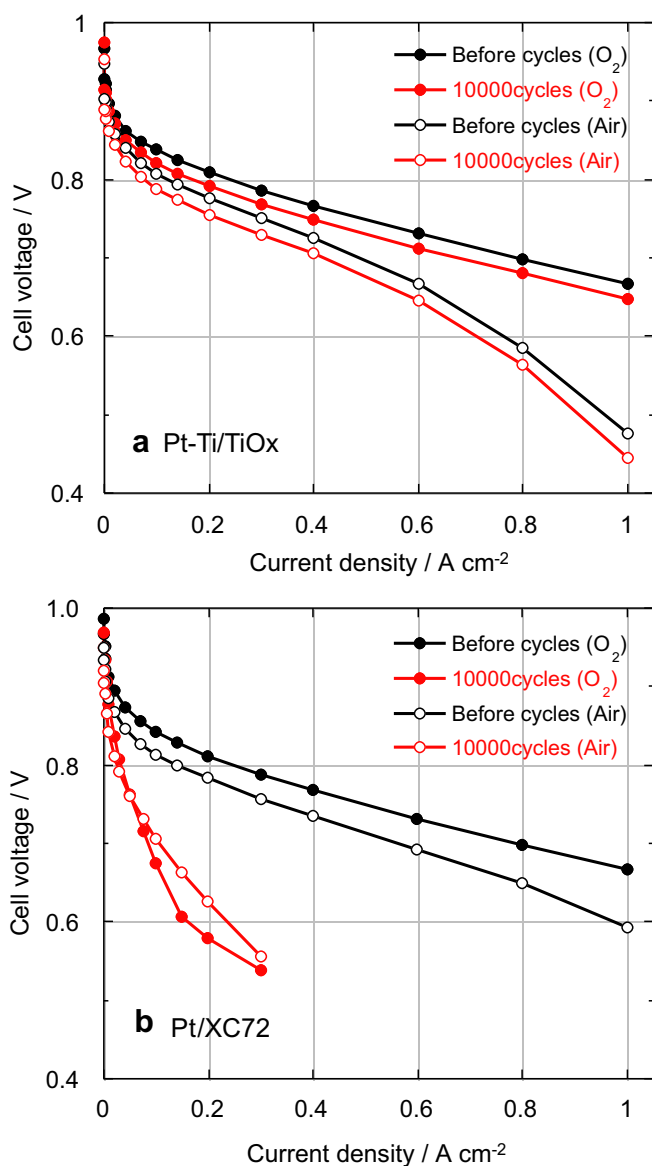 1
0.8
0.6
0.4
Cell voltage / V
Before cycles (O2)
10000cycles (O2)
Before cycles (Air)
10000cycles (Air)
a Pt-Ti/TiOx
0 0.2 0.4 0.6 0.8 1
Current density / A cm-2
1.0
0.8
0.6
0.4
Cell voltage / V
Before cycles (O2)
10000cycles (O2)
Before cycles (Air)
10000cycles (Air)
b Pt/XC72
0 0.2 0.4 0.6 0.8 1
Current density / A cm-2